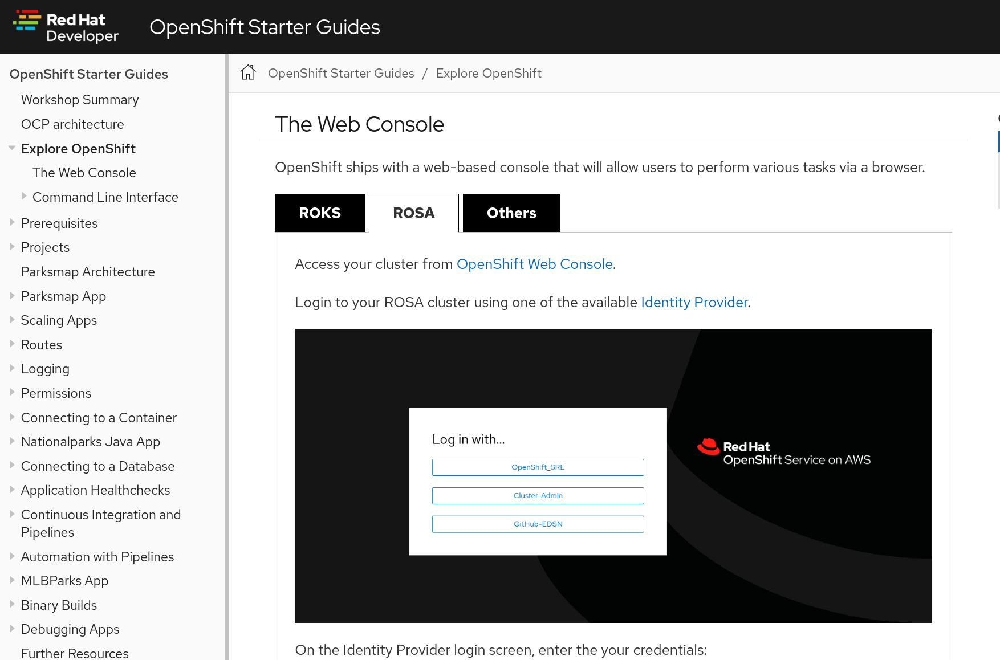 Red Hat
Developer
OpenShift Starter Guides
OpenShift Starter Guides
Workshop Summary
OCP architecture
Explore OpenShift
The Web Console
Command Line Interface
Prerequisites
Projects
Parksmap Architecture
Parksmap App
Scaling Apps
Routes
Logging
Permissions
Connecting to a Container
Nationalparks Java App
Connecting to a Database
Application Healthchecks
Continuous Integration and
Pipelines
Automation with Pipelines
MLBParks App
Binary Builds
Debugging Apps
Further Resources
OpenShift Starter Guides / Explore OpenShift
The Web Console
OpenShift ships with a web-based console that will allow users to perform various tasks via a browser.
ROKS ROSA Others
Access your cluster from OpenShift Web Console.
Login to your ROSA cluster using one of the available Identity Provider.
Log in with...
OpenShift_SRE
Cluster-Admin
GitHub-EDSN
Red Hat
OpenShift Service on AWS
On the Identity Provider login screen, enter the your credentials: